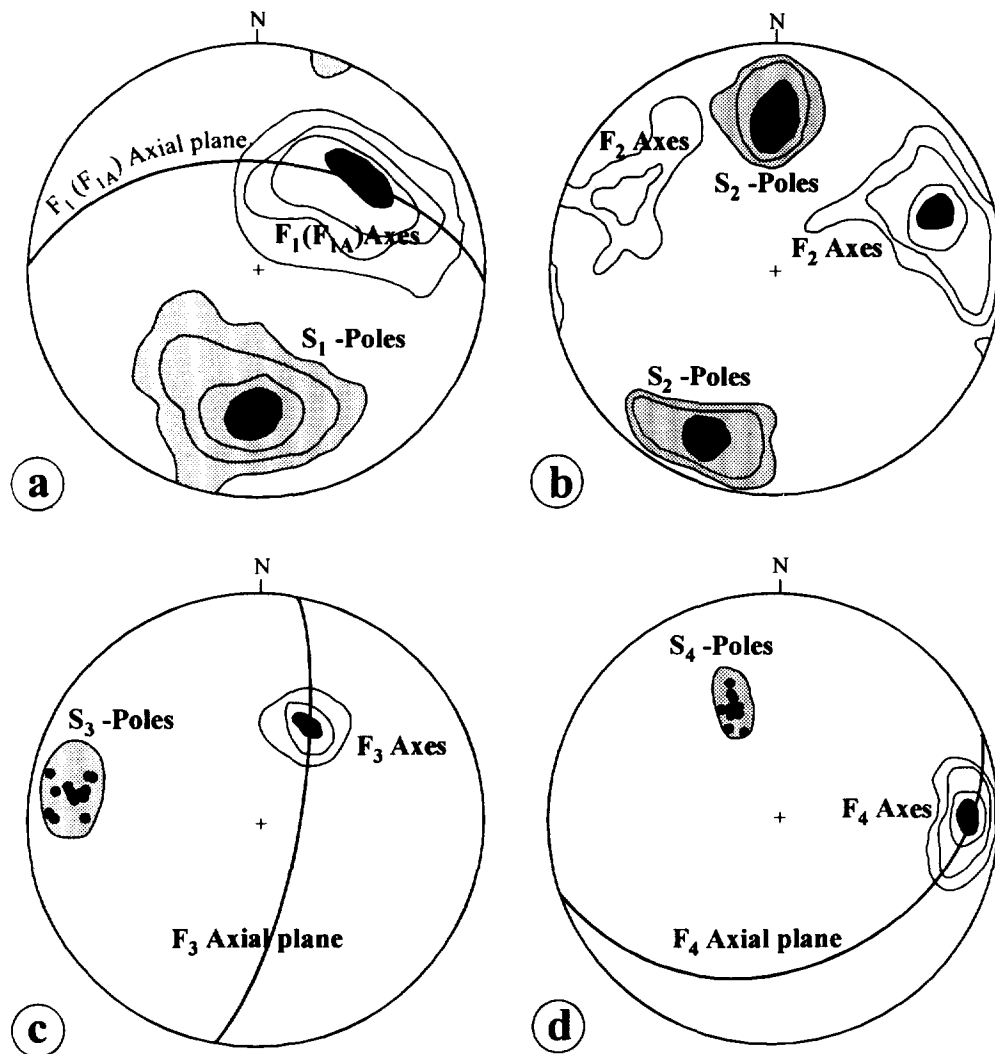 N
F1 (F1A) Axial plane
F1(F1A)Axes
+
S1 -Poles
a
N
F2 Axes
S2 -Poles
F2 Axes
+
S2 -Poles
b
N
S3 -Poles
F3 Axes
+
F3 Axial plane
c
N
S4 -Poles
F4 Axes
+
F4 Axial plane
d